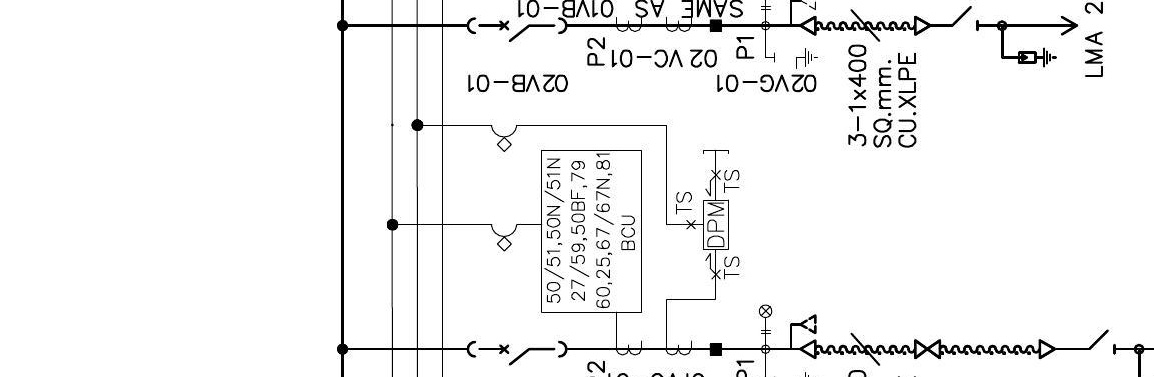 SAME AS 01VB-01
P2
02VC-01
P1
02VB-01
02VG-01
3-1x400
SQ.mm.
CU.XLPE
LMA 2
50/51,50N/51N
27/59,50BF,79
60,25,67/67N,81
BCU
TS
TS
DPM
TS
P1